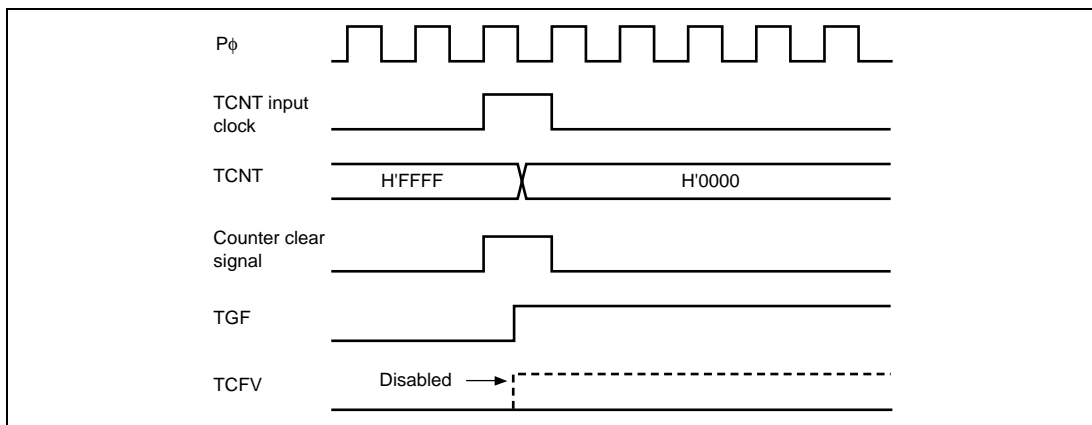 Pϕ
TCNT input
clock
TCNT
H'FFFF
H'0000
Counter clear
signal
TGF
TCFV
Disabled